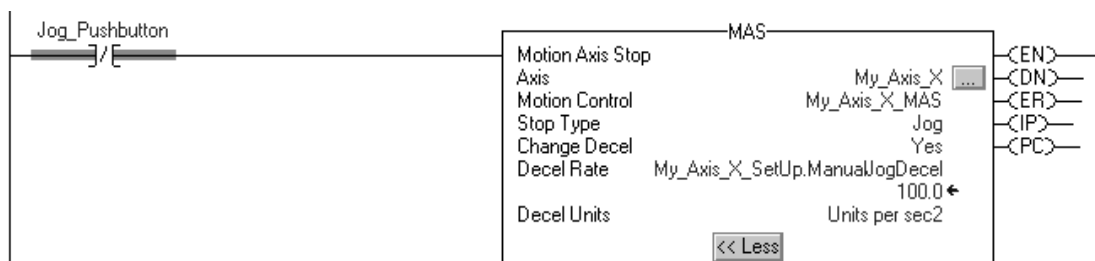 Jog_Pushbutton
MAS
Motion Axis Stop
Axis My_Axis_X ...
Motion Control My_Axis_X_MAS
Stop Type Jog
Change Decel Yes
Decel Rate My_Axis_X_SetUp.ManualJogDecel
100.0
Decel Units Units per sec2
<< Less
EN
DN
ER
IP
PC